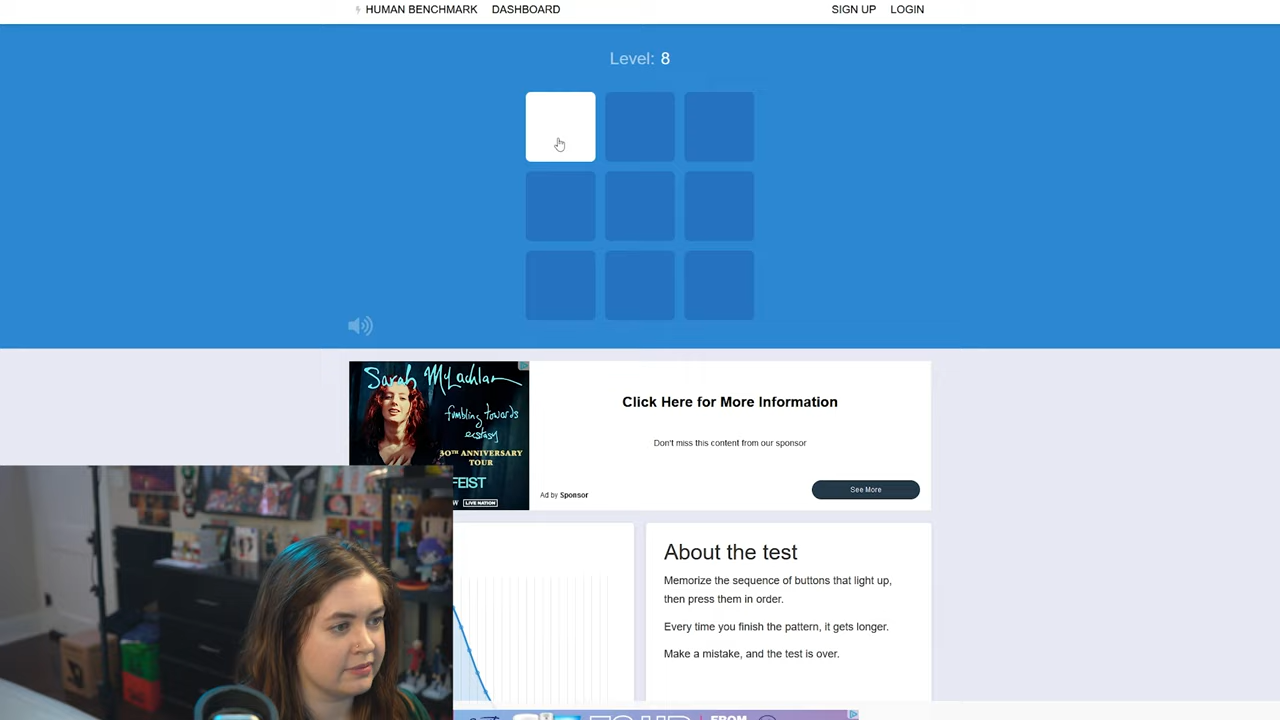 HUMAN BENCHMARK DASHBOARD SIGN UP LOGIN
Level: 8
Sarah McLachlan
fumbling towards
ecstasy
30TH ANNIVERSARY
TOUR
FEIST
LIVE NATION
Click Here for More Information
Don't miss this content from our sponsor
Ad by Sponsor
See More
About the test
Memorize the sequence of buttons that light up,
then press them in order.
Every time you finish the pattern, it gets longer.
Make a mistake, and the test is over.
FROM